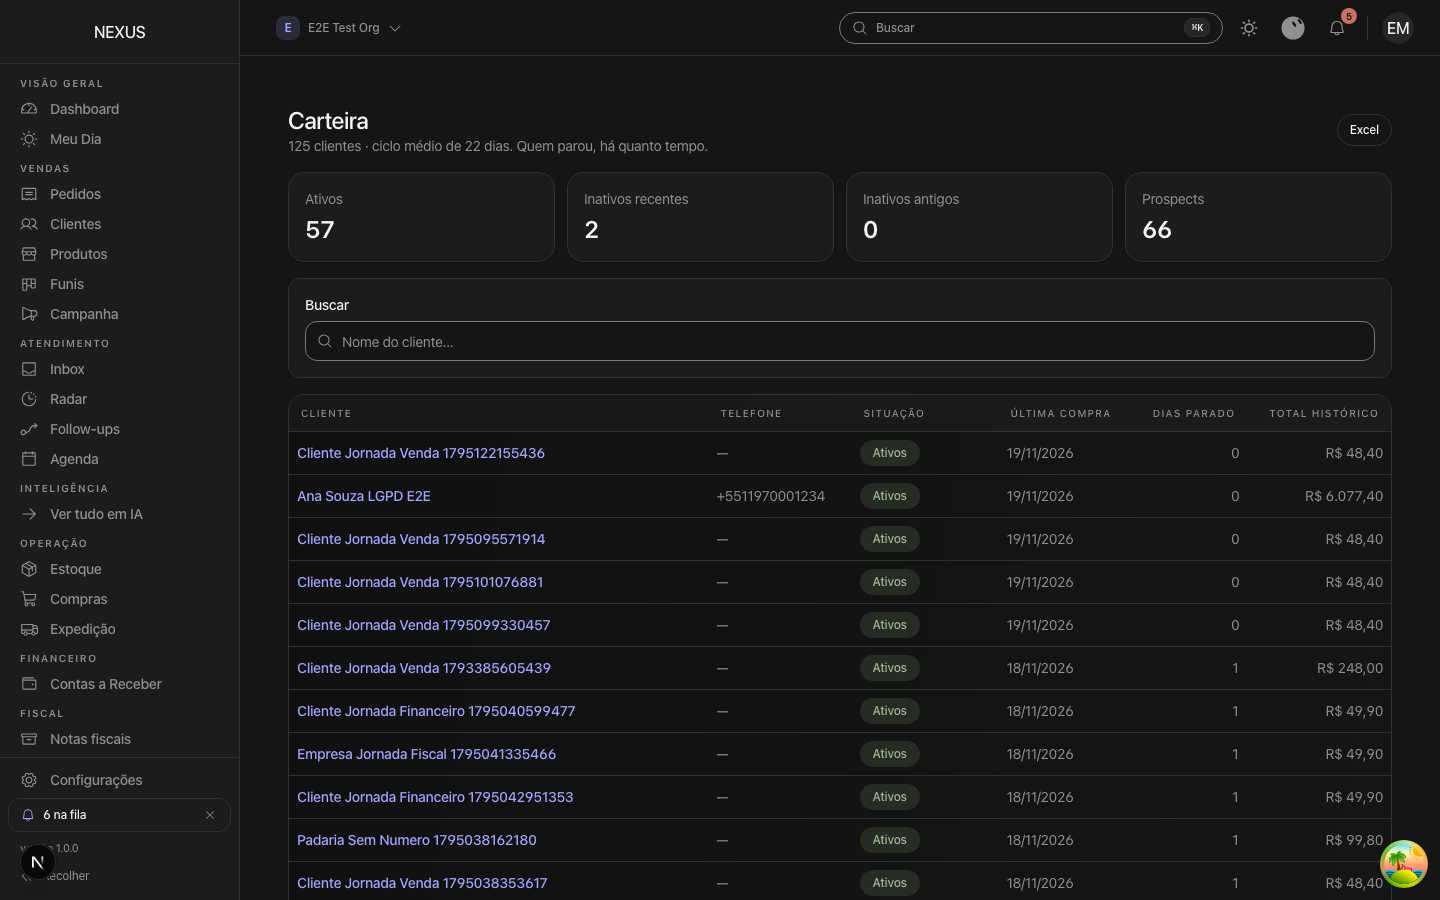 NEXUS
E
E2E Test Org
Buscar
⌘K
5
EM
VISÃO GERAL
Dashboard
Meu Dia
VENDAS
Pedidos
Clientes
Produtos
Funis
Campanha
ATENDIMENTO
Inbox
Radar
Follow-ups
Agenda
INTELIGÊNCIA
Ver tudo em IA
OPERAÇÃO
Estoque
Compras
Expedição
FINANCEIRO
Contas a Receber
FISCAL
Notas fiscais
Configurações
6 na fila
1.0.0
N
Carteira
125 clientes · ciclo médio de 22 dias. Quem parou, há quanto tempo.
Excel
Ativos
57
Inativos recentes
2
Inativos antigos
0
Prospects
66
Buscar
Nome do cliente...
CLIENTE TELEFONE SITUAÇÃO ÚLTIMA COMPRA DIAS PARADO TOTAL HISTÓRICO
Cliente Jornada Venda 1795122155436 — Ativos 19/11/2026 0 R$ 48,40
Ana Souza LGPD E2E +5511970001234 Ativos 19/11/2026 0 R$ 6.077,40
Cliente Jornada Venda 1795095571914 — Ativos 19/11/2026 0 R$ 48,40
Cliente Jornada Venda 1795101076881 — Ativos 19/11/2026 0 R$ 48,40
Cliente Jornada Venda 1795099330457 — Ativos 19/11/2026 0 R$ 48,40
Cliente Jornada Venda 1793385605439 — Ativos 18/11/2026 1 R$ 248,00
Cliente Jornada Financeiro 1795040599477 — Ativos 18/11/2026 1 R$ 49,90
Empresa Jornada Fiscal 1795041335466 — Ativos 18/11/2026 1 R$ 49,90
Cliente Jornada Financeiro 1795042951353 — Ativos 18/11/2026 1 R$ 49,90
Padaria Sem Numero 1795038162180 — Ativos 18/11/2026 1 R$ 99,80
Cliente Jornada Venda 1795038353617 — Ativos 18/11/2026 1 R$ 48,40